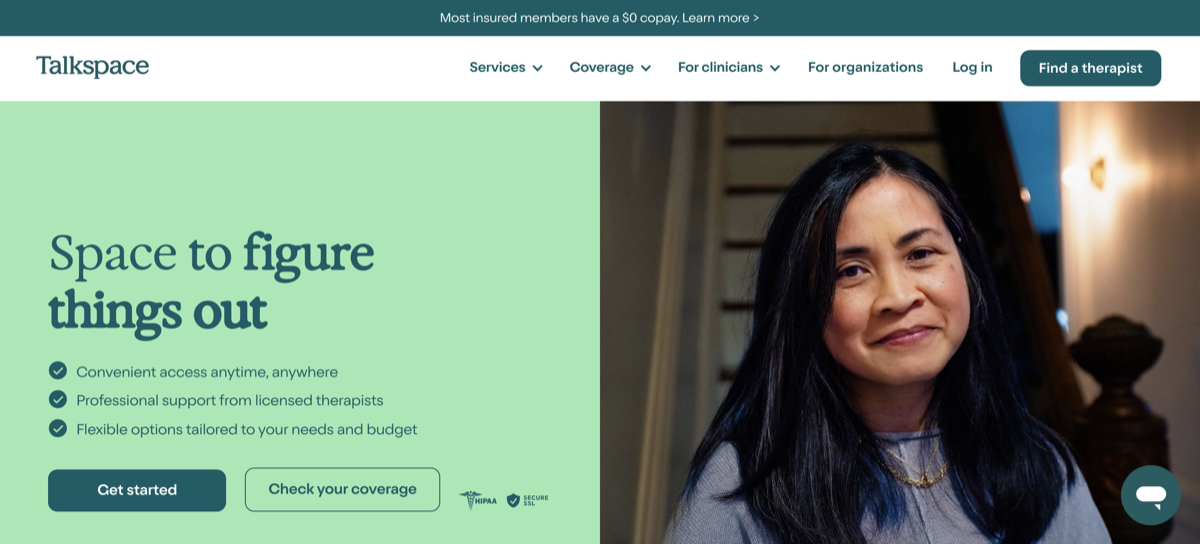 Most insured members have a $0 copay. Learn more >
Talkspace
Services
Coverage
For clinicians
For organizations
Log in
Find a therapist
Space to figure
things out
Convenient access anytime, anywhere
Professional support from licensed therapists
Flexible options tailored to your needs and budget
Get started
Check your coverage
HIPAA
SECURE
SSL